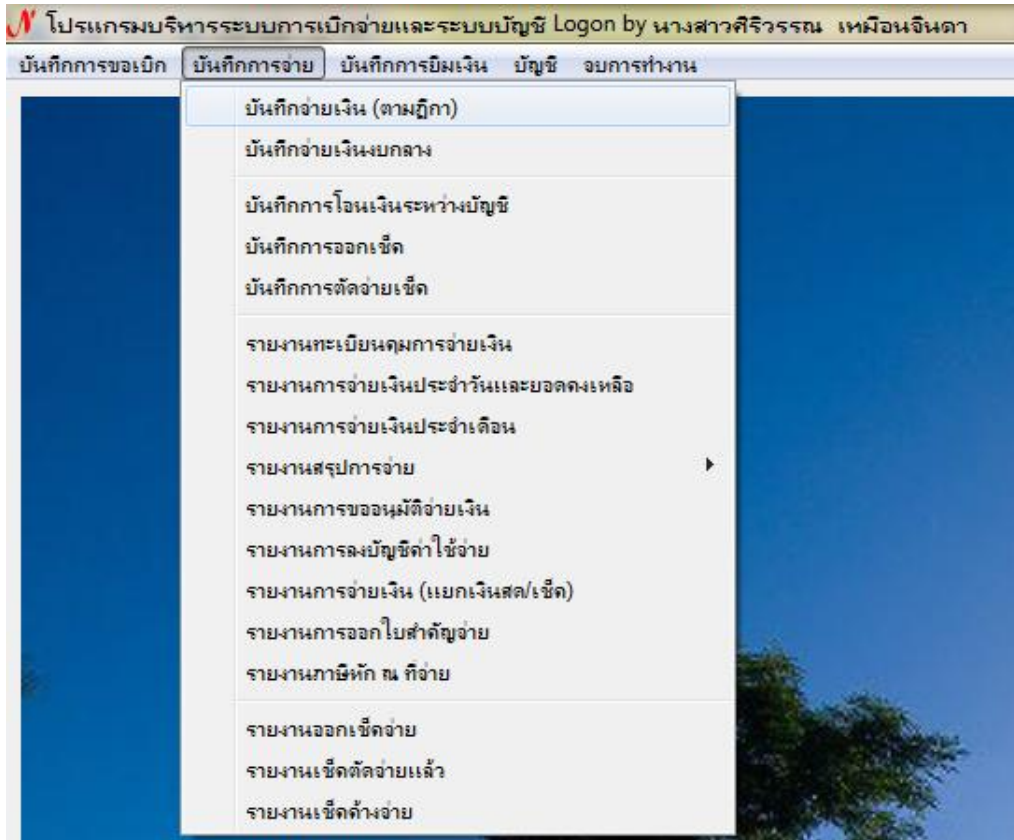 โปรแกรมบริหารระบบการเบิกจ่ายและระบบบัญชี Logon by นางสาวศิริวรรณ เหมือนจินดา
บันทึกการขอเบิก บันทึกการจ่าย บันทึกการยืมเงิน บัญชี จบการทำงาน
บันทึกจ่ายเงิน (ตามฎีกา)
บันทึกจ่ายเงินงบกลาง
บันทึกการโอนเงินระหว่างบัญชี
บันทึกการออกเช็ค
บันทึกการตัดจ่ายเช็ค
รายงานทะเบียนคุมการจ่ายเงิน
รายงานการจ่ายเงินประจำวันและยอดคงเหลือ
รายงานการจ่ายเงินประจำเดือน
รายงานสรุปการจ่าย
รายงานการขออนุมัติจ่ายเงิน
รายงานการลงบัญชีค่าใช้จ่าย
รายงานการจ่ายเงิน (แยกเงินสด/เช็ค)
รายงานการออกใบสำคัญจ่าย
รายงานภาษีหัก ณ ที่จ่าย
รายงานออกเช็คจ่าย
รายงานเช็คตัดจ่ายแล้ว
รายงานเช็คค้างจ่าย